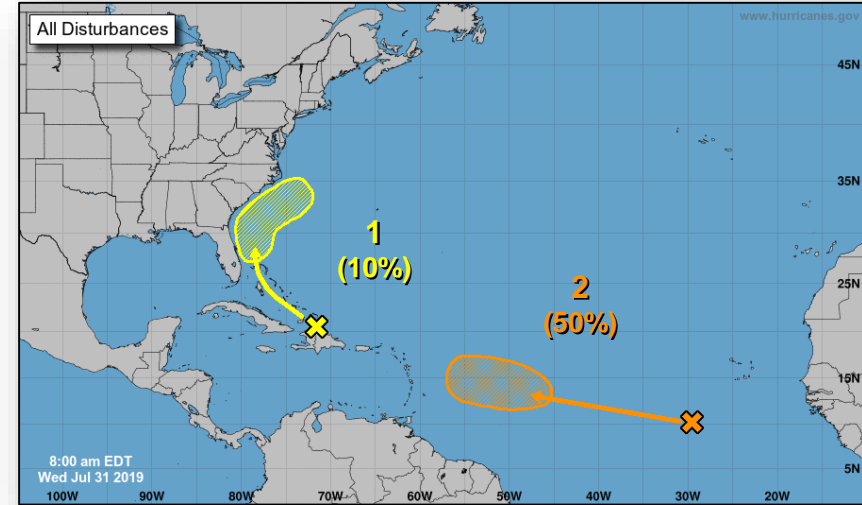 www.hurricanes.gov
All Disturbances
45N
35N
1
(10%)
2
(50%)
25N
15N
8:00 am EDT
Wed Jul 31 2019
5N
100W 90W 80W 70W 60W 50W 40W 30W 20W